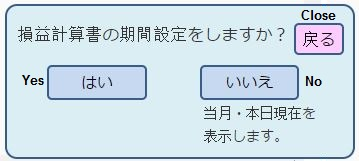 Close
損益計算書の期間設定をしますか？ 戻る
Yes はい いいえ No
当月・本日現在を
表示します。